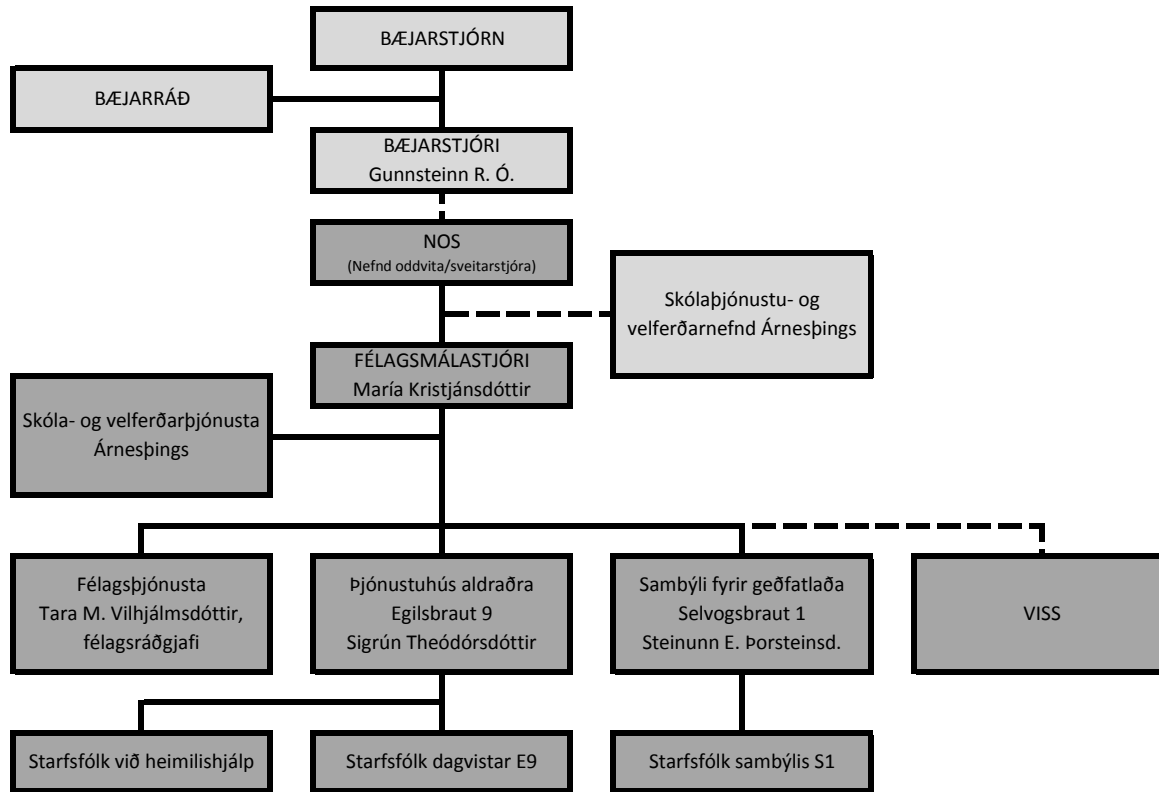 BÆJARSTJÓRN
BÆJARRÁÐ
BÆJARSTJÓRI
Gunnsteinn R. Ó.
NOS
(Nefnd oddvita/sveitarstjóra)
Skólaþjónustu- og
velferðarnefnd Árnesþings
FÉLAGSMÁLASTJÓRI
María Kristjánsdóttir
Skóla- og velferðarþjónusta
Árnesþings
Félagsþjónusta
Tara M. Vilhjálmsdóttir,
félagsráðgjafi
Þjónustuhús aldraðra
Egilsbraut 9
Sigrún Theódórsdóttir
Sambýli fyrir geðfatlaða
Selvogsbraut 1
Steinunn E. Þorsteinsd.
VISS
Starfsfólk við heimilishjálp
Starfsfólk dagvistar E9
Starfsfólk sambýlis S1